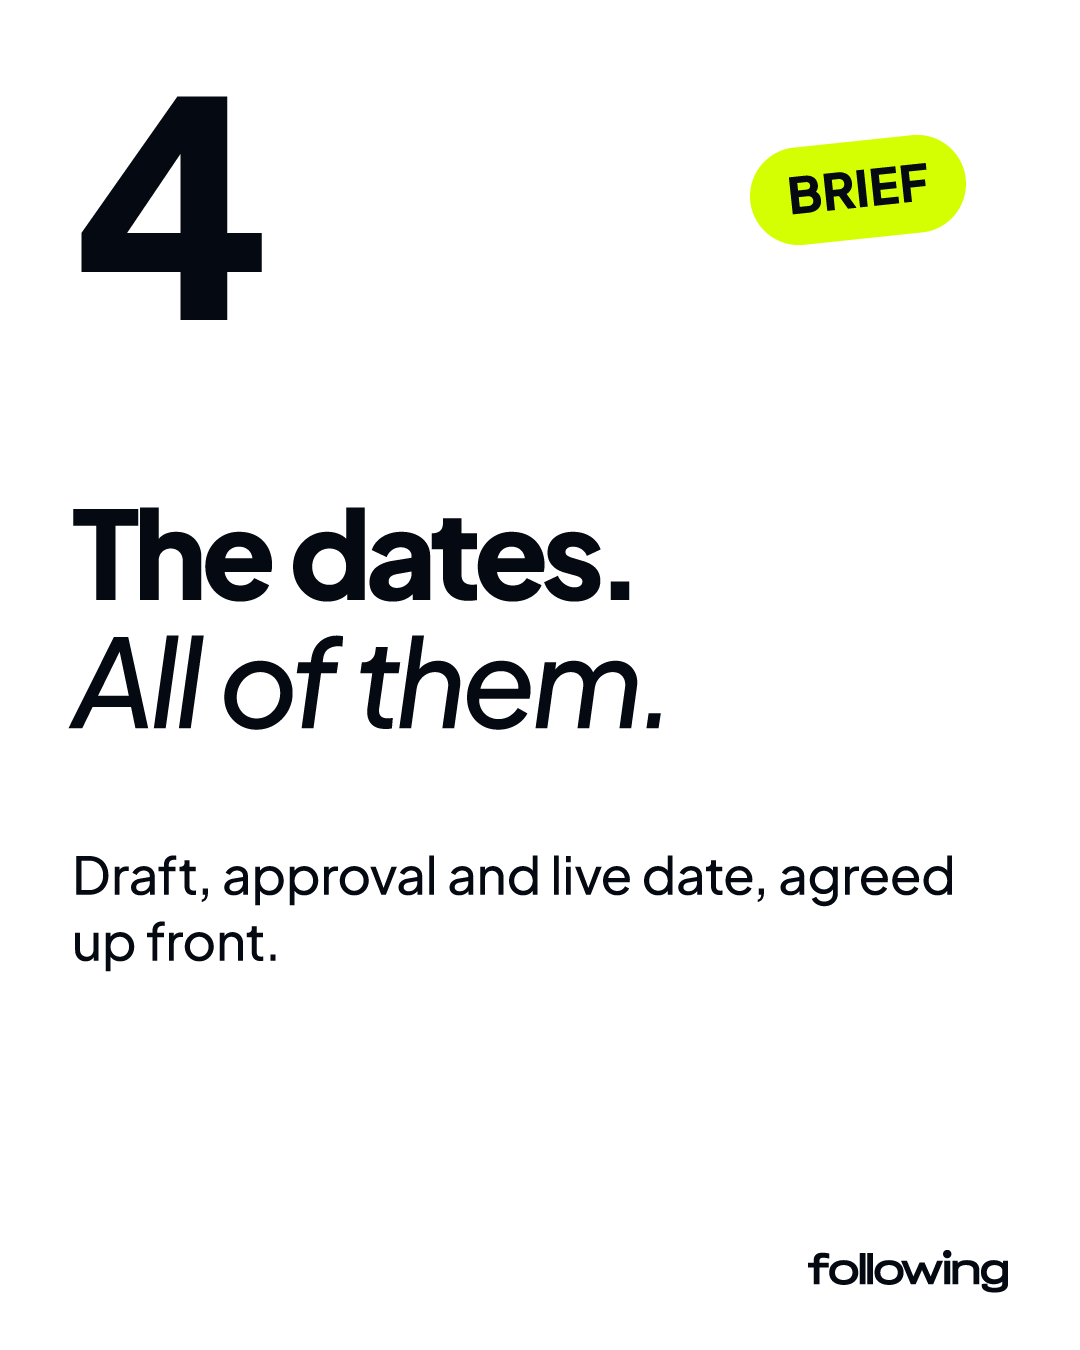 4
BRIEF
The dates.
All of them.
Draft, approval and live date, agreed
up front.
following